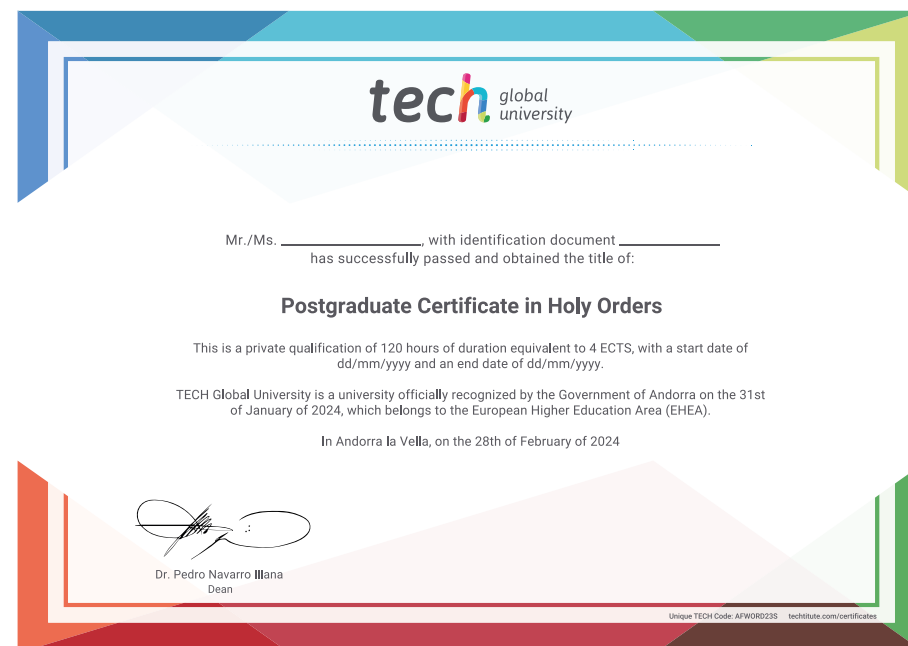 tech global
university
Mr./Ms. ____________________, with identification document ______________
has successfully passed and obtained the title of:
Postgraduate Certificate in Holy Orders
This is a private qualification of 120 hours of duration equivalent to 4 ECTS, with a start date of
dd/mm/yyyy and an end date of dd/mm/yyyy.
TECH Global University is a university officially recognized by the Government of Andorra on the 31st
of January of 2024, which belongs to the European Higher Education Area (EHEA).
In Andorra la Vella, on the 28th of February of 2024
Dr. Pedro Navarro Illana
Dean
Unique TECH Code: AFWORD23S techtitute.com/certificates